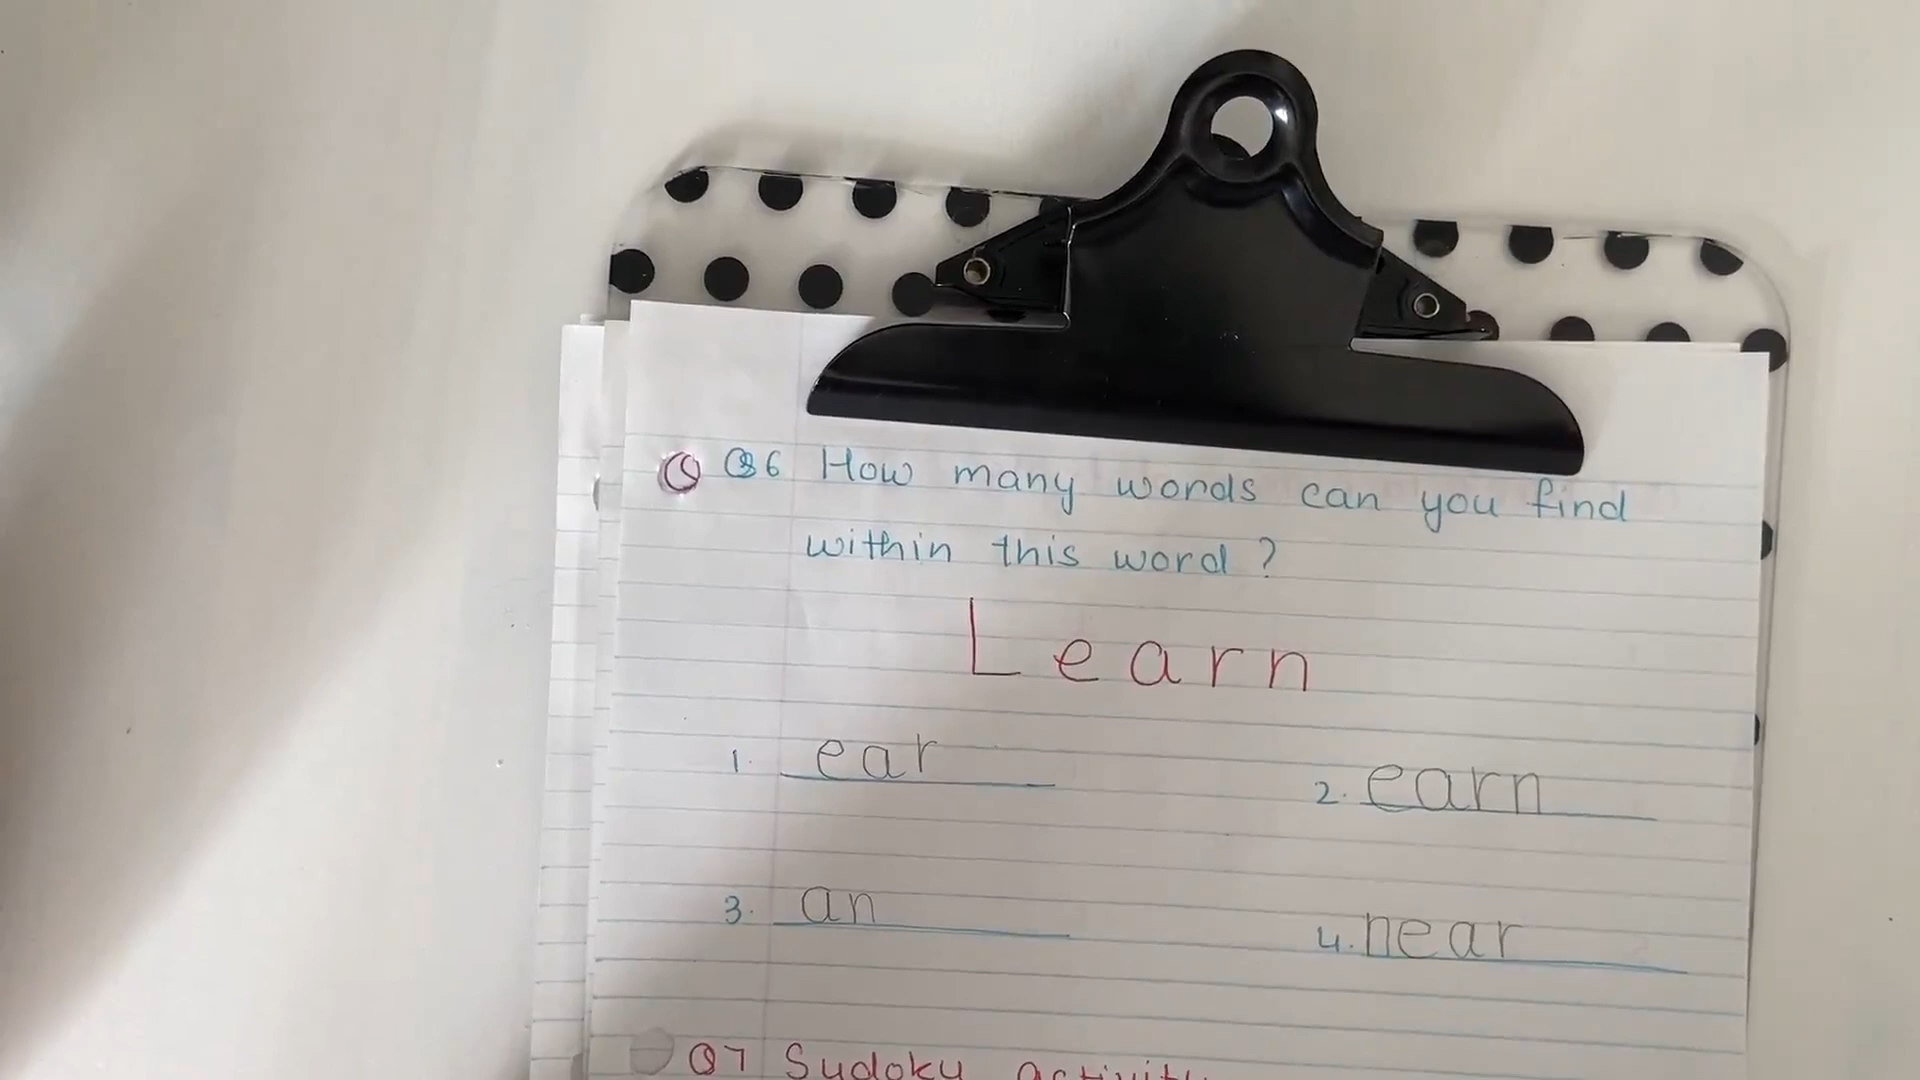 Q6 How many words can you find
within this word ?
Learn
1. ear 2. earn
3. an 4. near
Q7 Sudoku activity